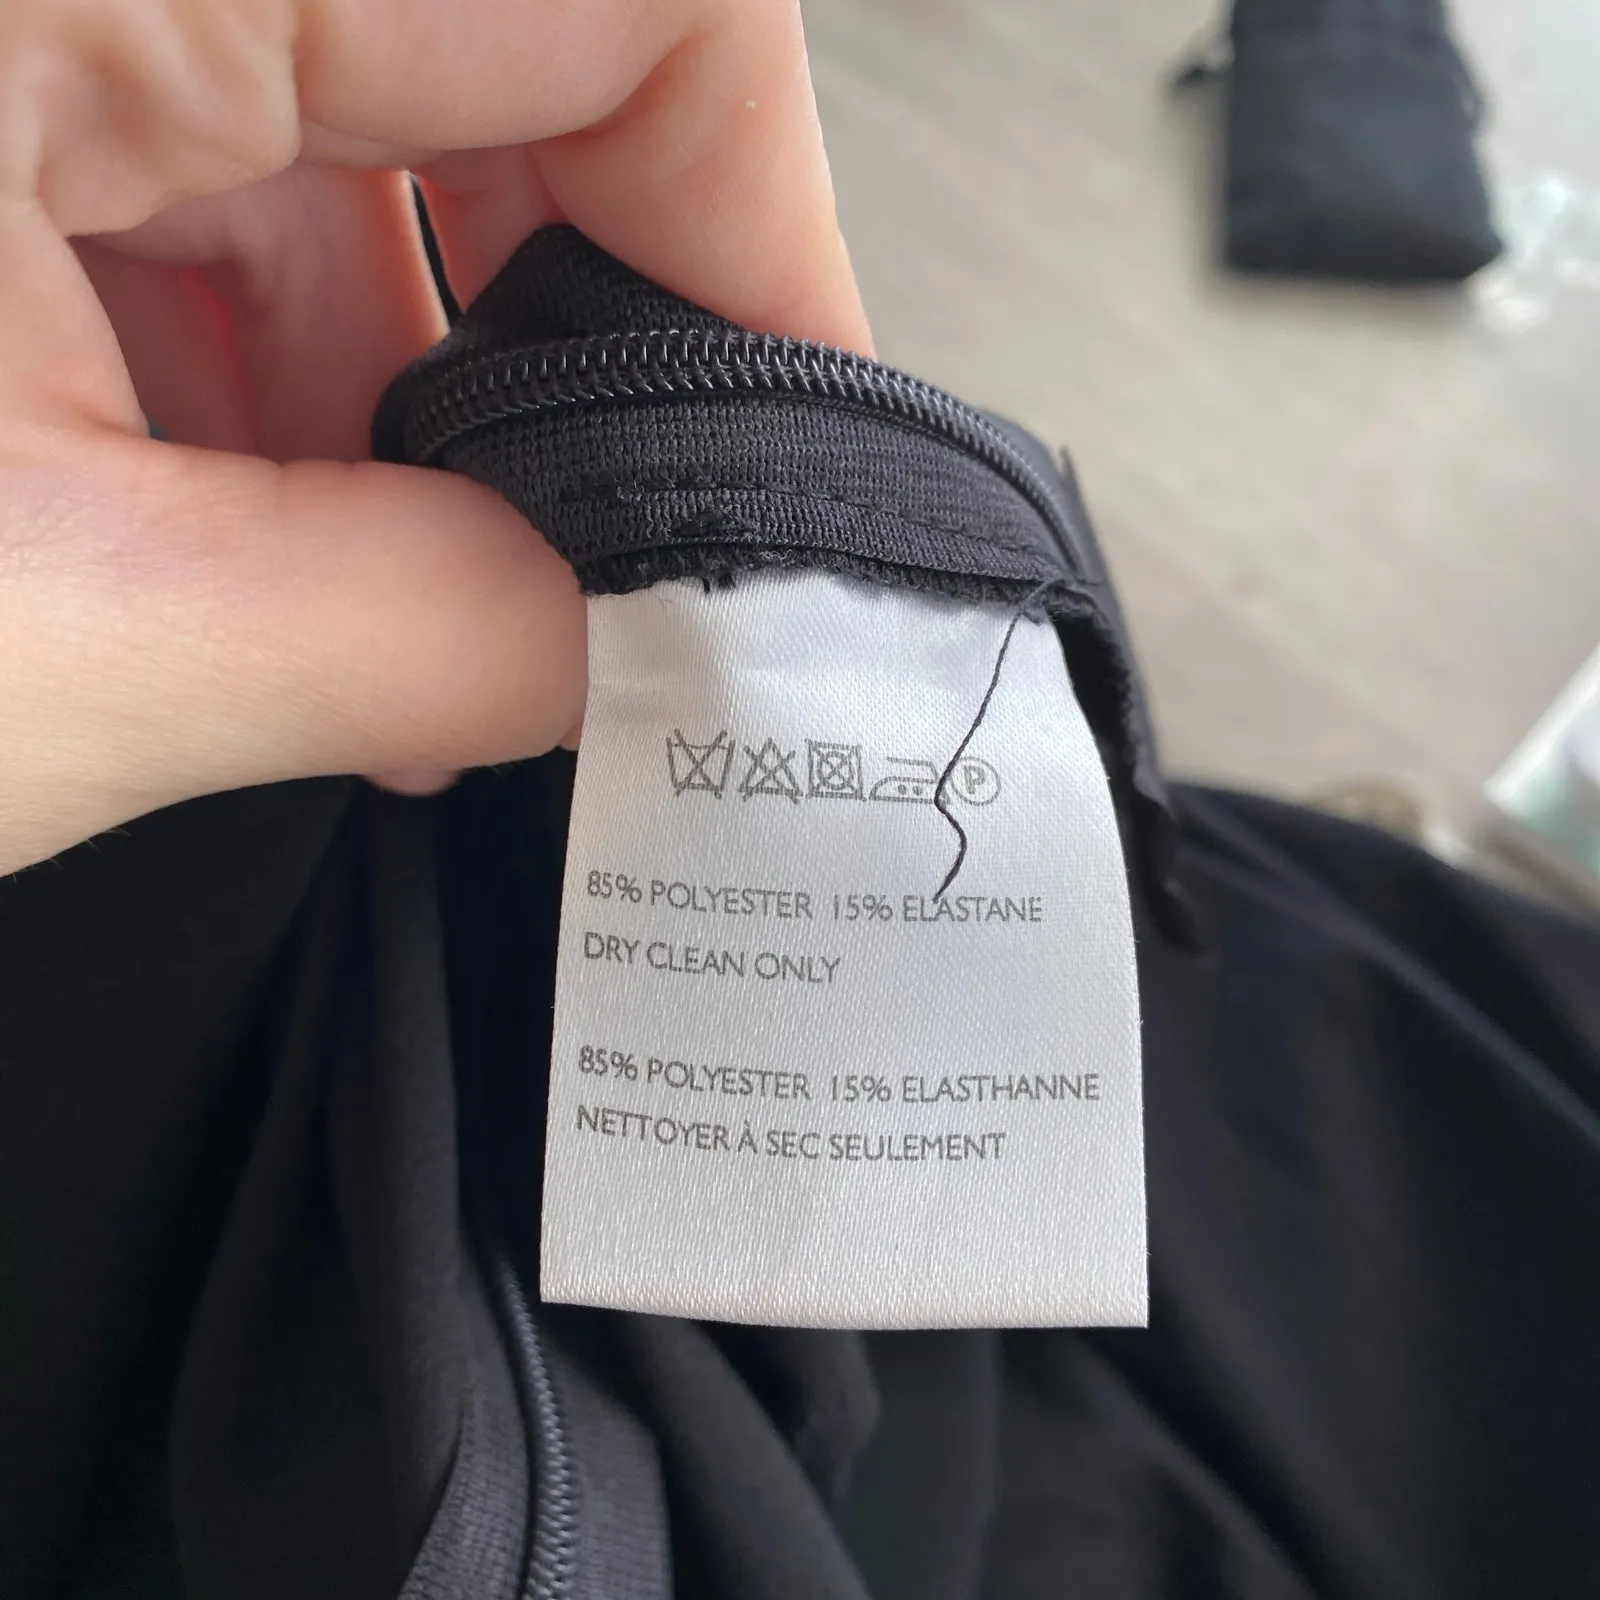 P
85% POLYESTER 15% ELASTANE
DRY CLEAN ONLY
85% POLYESTER 15% ELASTHANNE
NETTOYER À SEC SEULEMENT